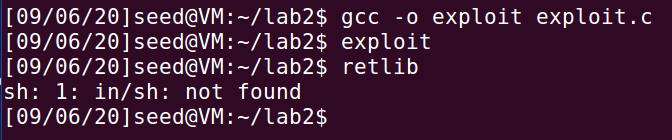 [09/06/20]seed@VM:~/lab2$ gcc -o exploit exploit.c
[09/06/20]seed@VM:~/lab2$ exploit
[09/06/20]seed@VM:~/lab2$ retlib
sh: 1: in/sh: not found
[09/06/20]seed@VM:~/lab2$